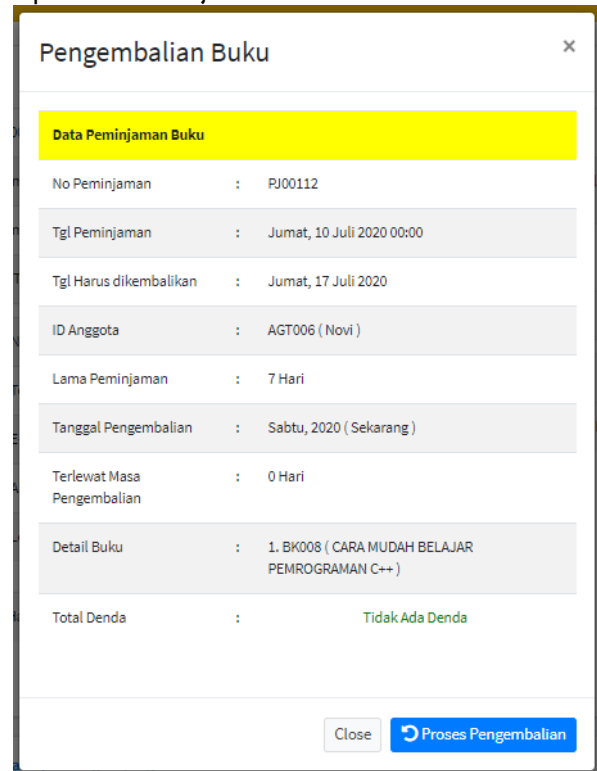 Pengembalian Buku ×
Data Peminjaman Buku
No Peminjaman : PJ00112
Tgl Peminjaman : Jumat, 10 Juli 2020 00:00
Tgl Harus dikembalikan : Jumat, 17 Juli 2020
ID Anggota : AGT006 ( Novi )
Lama Peminjaman : 7 Hari
Tanggal Pengembalian : Sabtu, 2020 ( Sekarang )
Terlewat Masa : 0 Hari
Pengembalian
Detail Buku : 1. BK008 ( CARA MUDAH BELAJAR
PEMROGRAMAN C++ )
Total Denda : Tidak Ada Denda
Close Proses Pengembalian